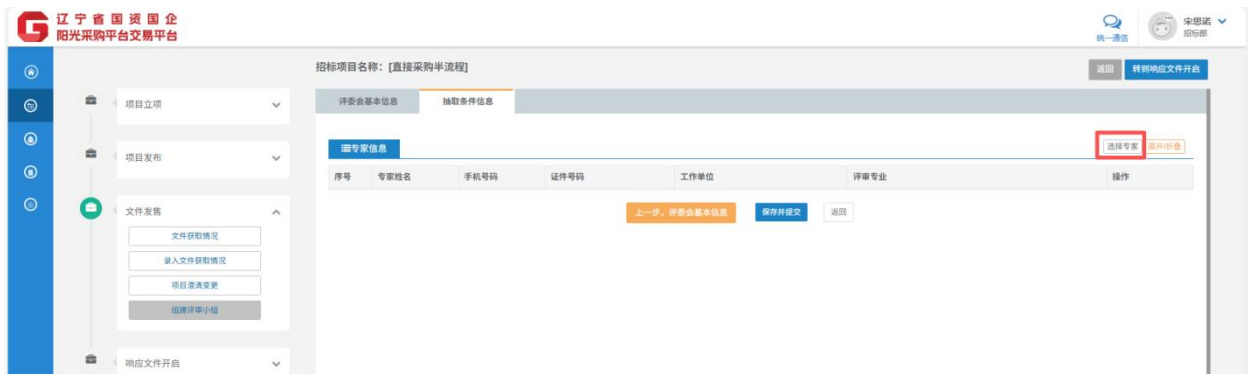 辽宁省国资国企
阳光采购平台交易平台
统一通信
宋思诺
招标部
招标项目名称：[直接采购半流程]
返回
转到响应文件开启
项目立项
项目发布
文件发售
文件获取情况
录入文件获取情况
项目澄清变更
组建评审小组
响应文件开启
评委会基本信息
抽取条件信息
专家信息
选择专家
展开/折叠
序号 专家姓名 手机号码 证件号码 工作单位 评审专业 操作
上一步，评委会基本信息
保存并提交
返回